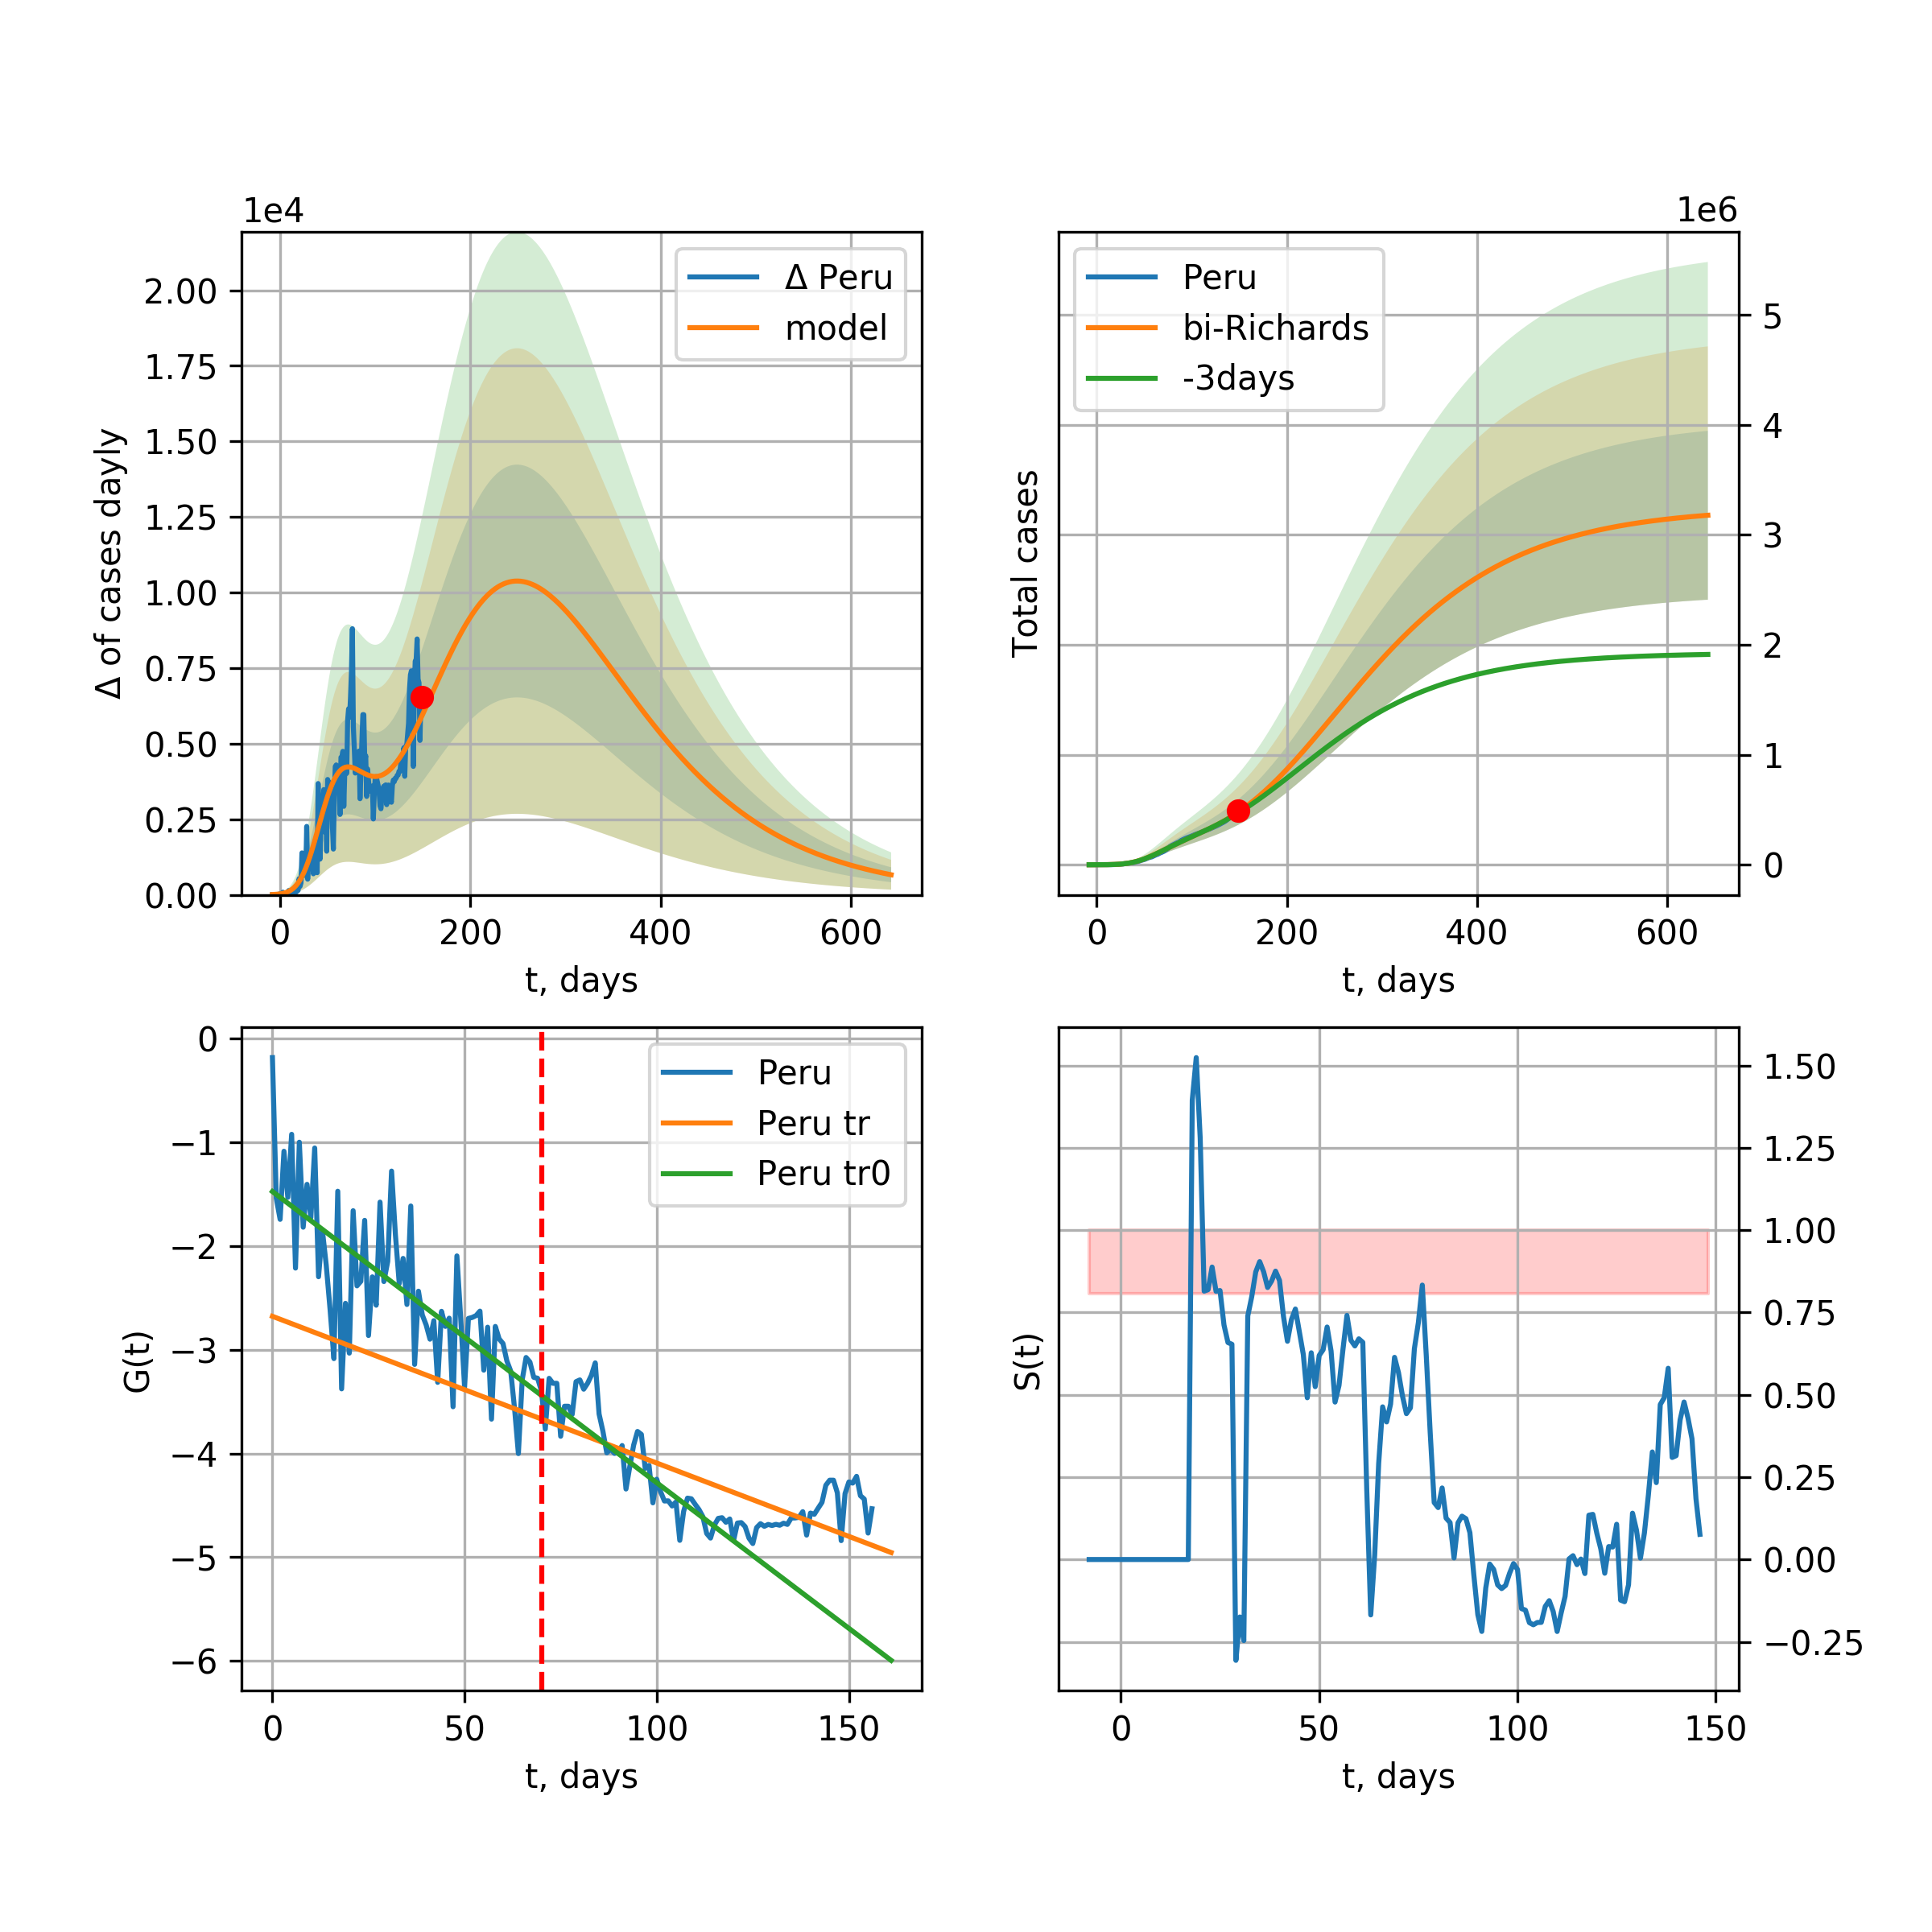 1e4
Δ of cases dayly
2.00
1.75
1.50
1.25
1.00
0.75
0.50
0.25
0.00
Δ Peru
model
0 200 400 600
t, days
1e6
Total cases
Peru
bi-Richards
-3days
5
4
3
2
1
0
0 200 400 600
t, days
G(t)
0
−1
−2
−3
−4
−5
−6
Peru
Peru tr
Peru tr0
0 50 100 150
t, days
S(t)
1.50
1.25
1.00
0.75
0.50
0.25
0.00
−0.25
0 50 100 150
t, days